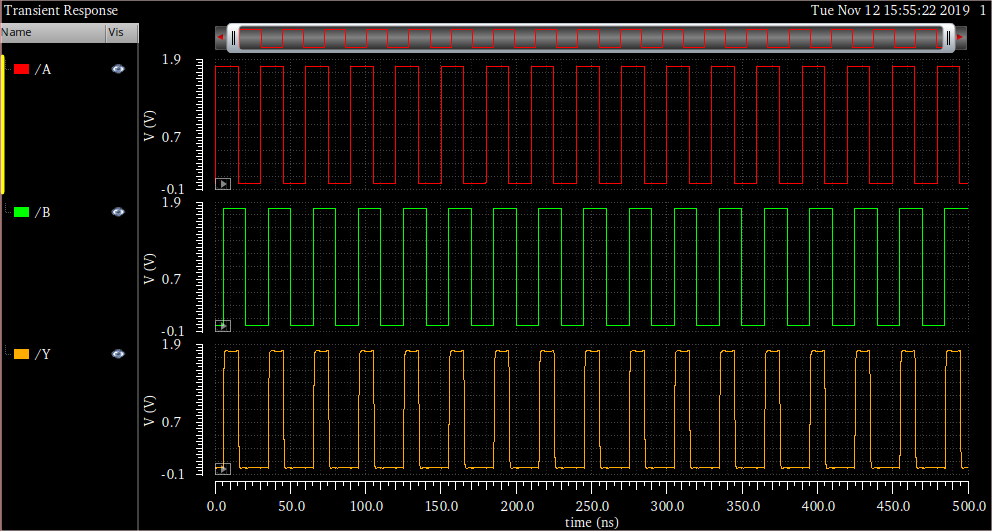 Transient Response Tue Nov 12 15:55:22 2019 1
Name Vis
/A
1.9
V (V) 0.7
-0.1
/B
1.9
V (V) 0.7
-0.1
/Y
1.9
V (V) 0.7
-0.1
0.0 50.0 100.0 150.0 200.0 250.0 300.0 350.0 400.0 450.0 500.0
time (ns)